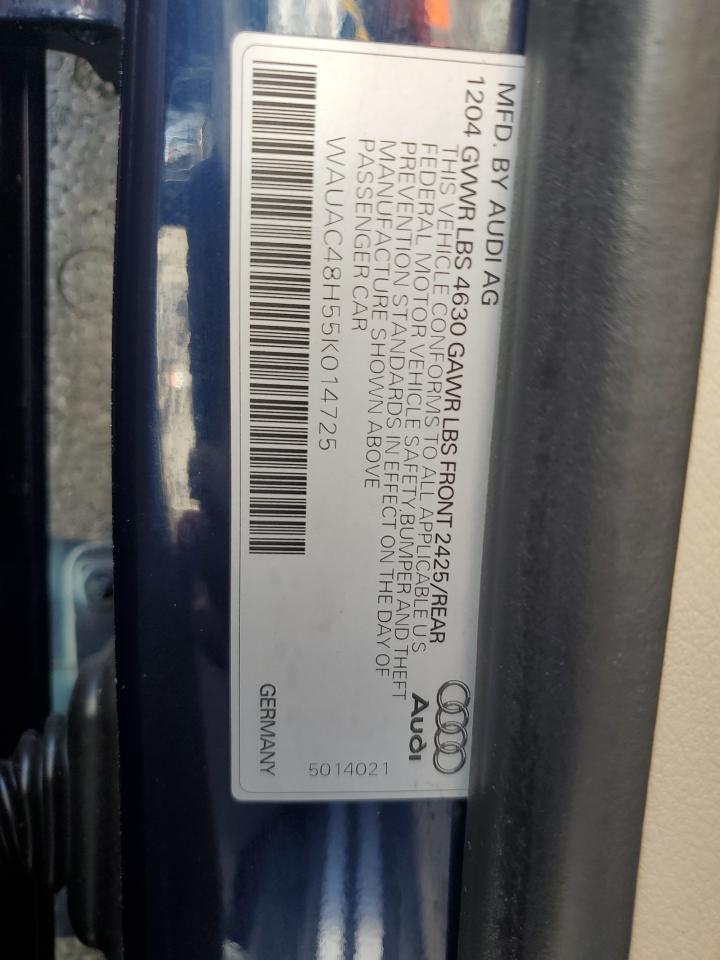 MFD. BY AUDI AG
1204 GVWR LBS 4630 GAWR LBS FRONT 2425/REAR
THIS VEHICLE CONFORMS TO ALL APPLICABLE U S
FEDERAL MOTOR VEHICLE SAFETY,BUMPER AND THEFT
PREVENTION STANDARDS IN EFFECT ON THE DAY OF
MANUFACTURE SHOWN ABOVE
PASSENGER CAR
WAUAC48H55K014725
Audi
5014021
GERMANY